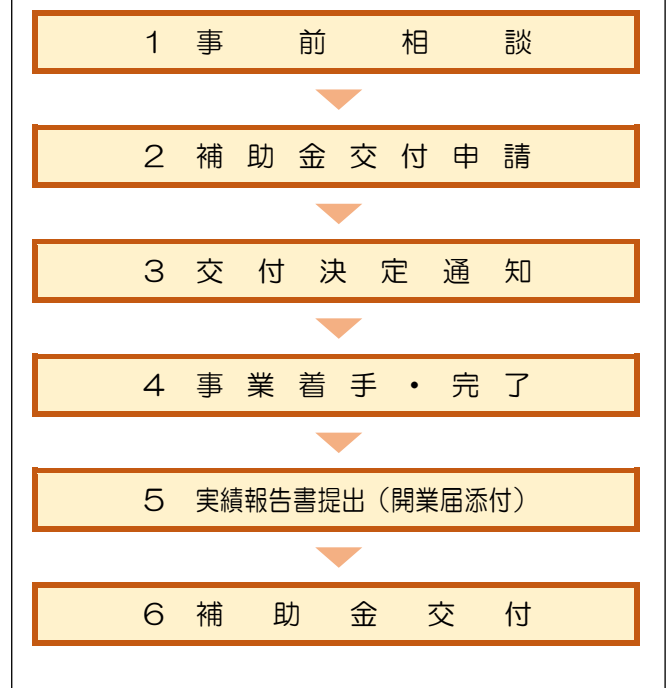 1 事前相談
2 補助金交付申請
3 交付決定通知
4 事業着手・完了
5 実績報告書提出（開業届添付）
6 補助金交付